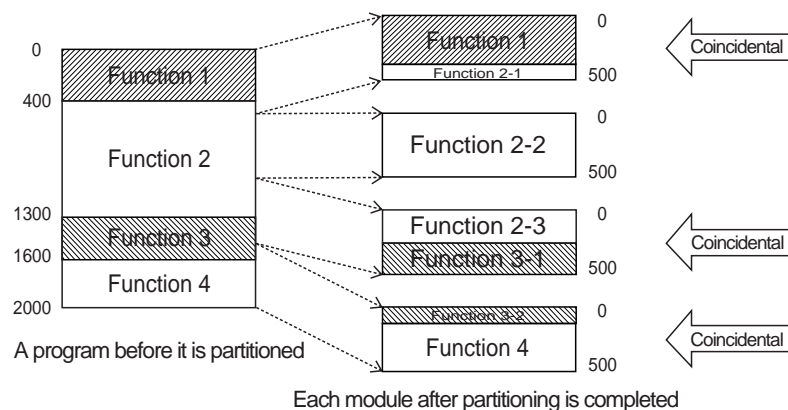 0
Function 1
400
Function 2
1300
Function 3
1600
Function 4
2000
A program before it is partitioned
Function 1
0
Function 2-1
500
Coincidental
Function 2-2
0
500
Function 2-3
0
Function 3-1
500
Coincidental
Function 3-2
0
Function 4
500
Coincidental
Each module after partitioning is completed